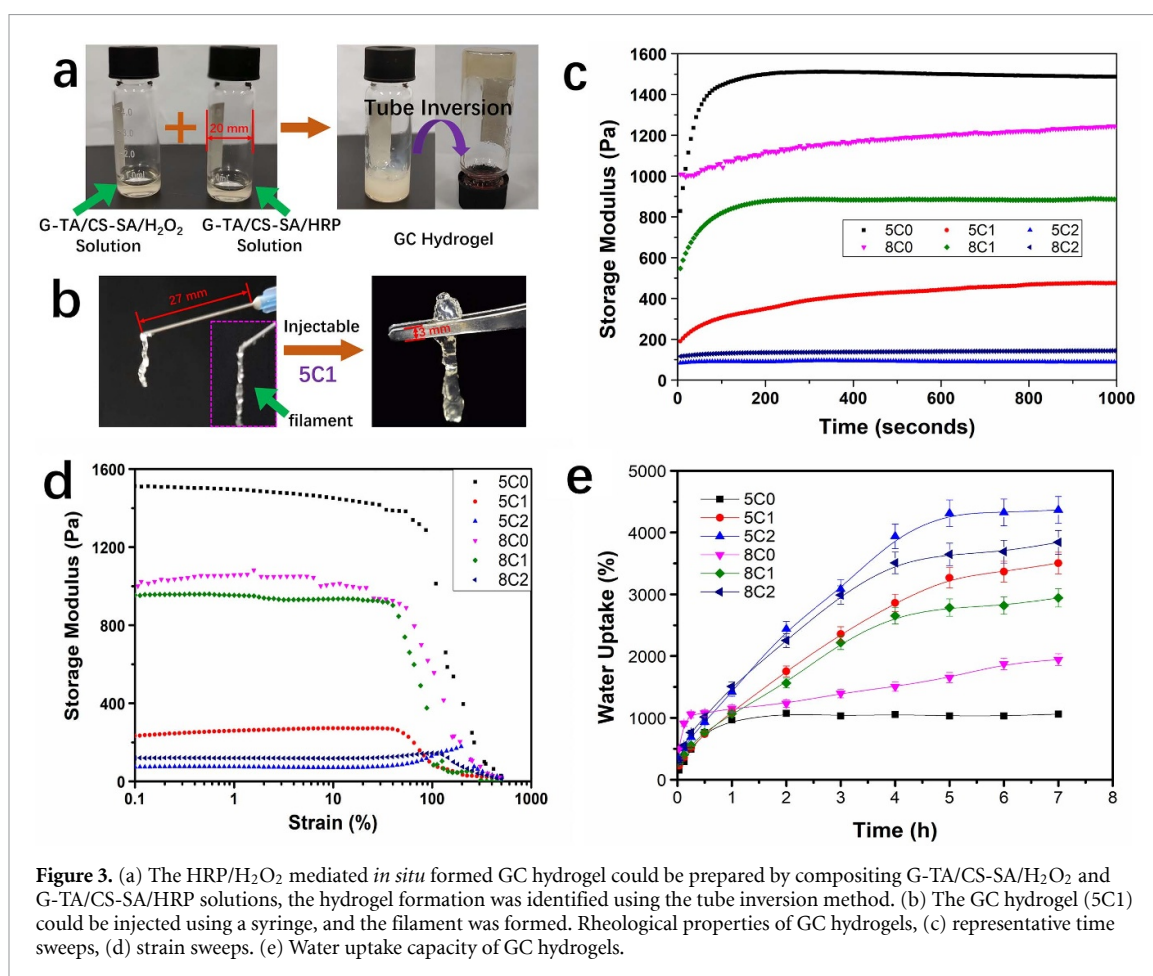 a
2.0
20 mm
Tube Inversion
G-TA/CS-SA/H₂O₂
Solution
G-TA/CS-SA/HRP
Solution
GC Hydrogel
b
27 mm
Injectable
5C1
filament
3 mm
c
Storage Modulus (Pa)
1600
1400
1200
1000
800
600
400
200
0
5C0 5C1 5C2
8C0 8C1 8C2
0 200 400 600 800 1000
Time (seconds)
d
Storage Modulus (Pa)
1600
1200
800
400
0
5C0
5C1
5C2
8C0
8C1
8C2
0.1 1 10 100 1000
Strain (%)
e
Water Uptake (%)
5000
4000
3000
2000
1000
0
5C0
5C1
5C2
8C0
8C1
8C2
0 1 2 3 4 5 6 7 8
Time (h)
Figure 3. (a) The HRP/H₂O₂ mediated in situ formed GC hydrogel could be prepared by compositing G-TA/CS-SA/H₂O₂ and
G-TA/CS-SA/HRP solutions, the hydrogel formation was identified using the tube inversion method. (b) The GC hydrogel (5C1)
could be injected using a syringe, and the filament was formed. Rheological properties of GC hydrogels, (c) representative time
sweeps, (d) strain sweeps. (e) Water uptake capacity of GC hydrogels.